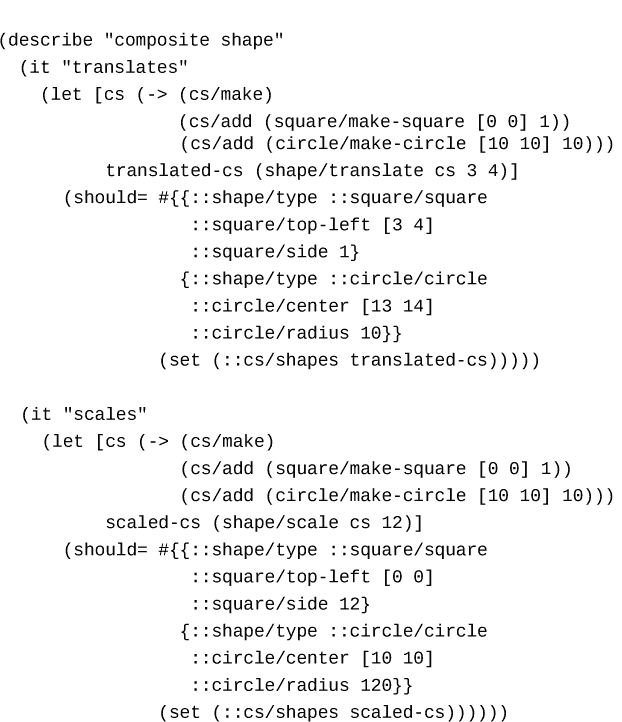 (describe "composite shape"
  (it "translates"
    (let [cs (-> (cs/make)
                 (cs/add (square/make-square [0 0] 1))
                 (cs/add (circle/make-circle [10 10] 10)))
          translated-cs (shape/translate cs 3 4)]
      (should= #{{::shape/type ::square/square
                  ::square/top-left [3 4]
                  ::square/side 1}
                 {::shape/type ::circle/circle
                  ::circle/center [13 14]
                  ::circle/radius 10}}
               (set (::cs/shapes translated-cs)))))

  (it "scales"
    (let [cs (-> (cs/make)
                 (cs/add (square/make-square [0 0] 1))
                 (cs/add (circle/make-circle [10 10] 10)))
          scaled-cs (shape/scale cs 12)]
      (should= #{{::shape/type ::square/square
                  ::square/top-left [0 0]
                  ::square/side 12}
                 {::shape/type ::circle/circle
                  ::circle/center [10 10]
                  ::circle/radius 120}}
               (set (::cs/shapes scaled-cs))))))